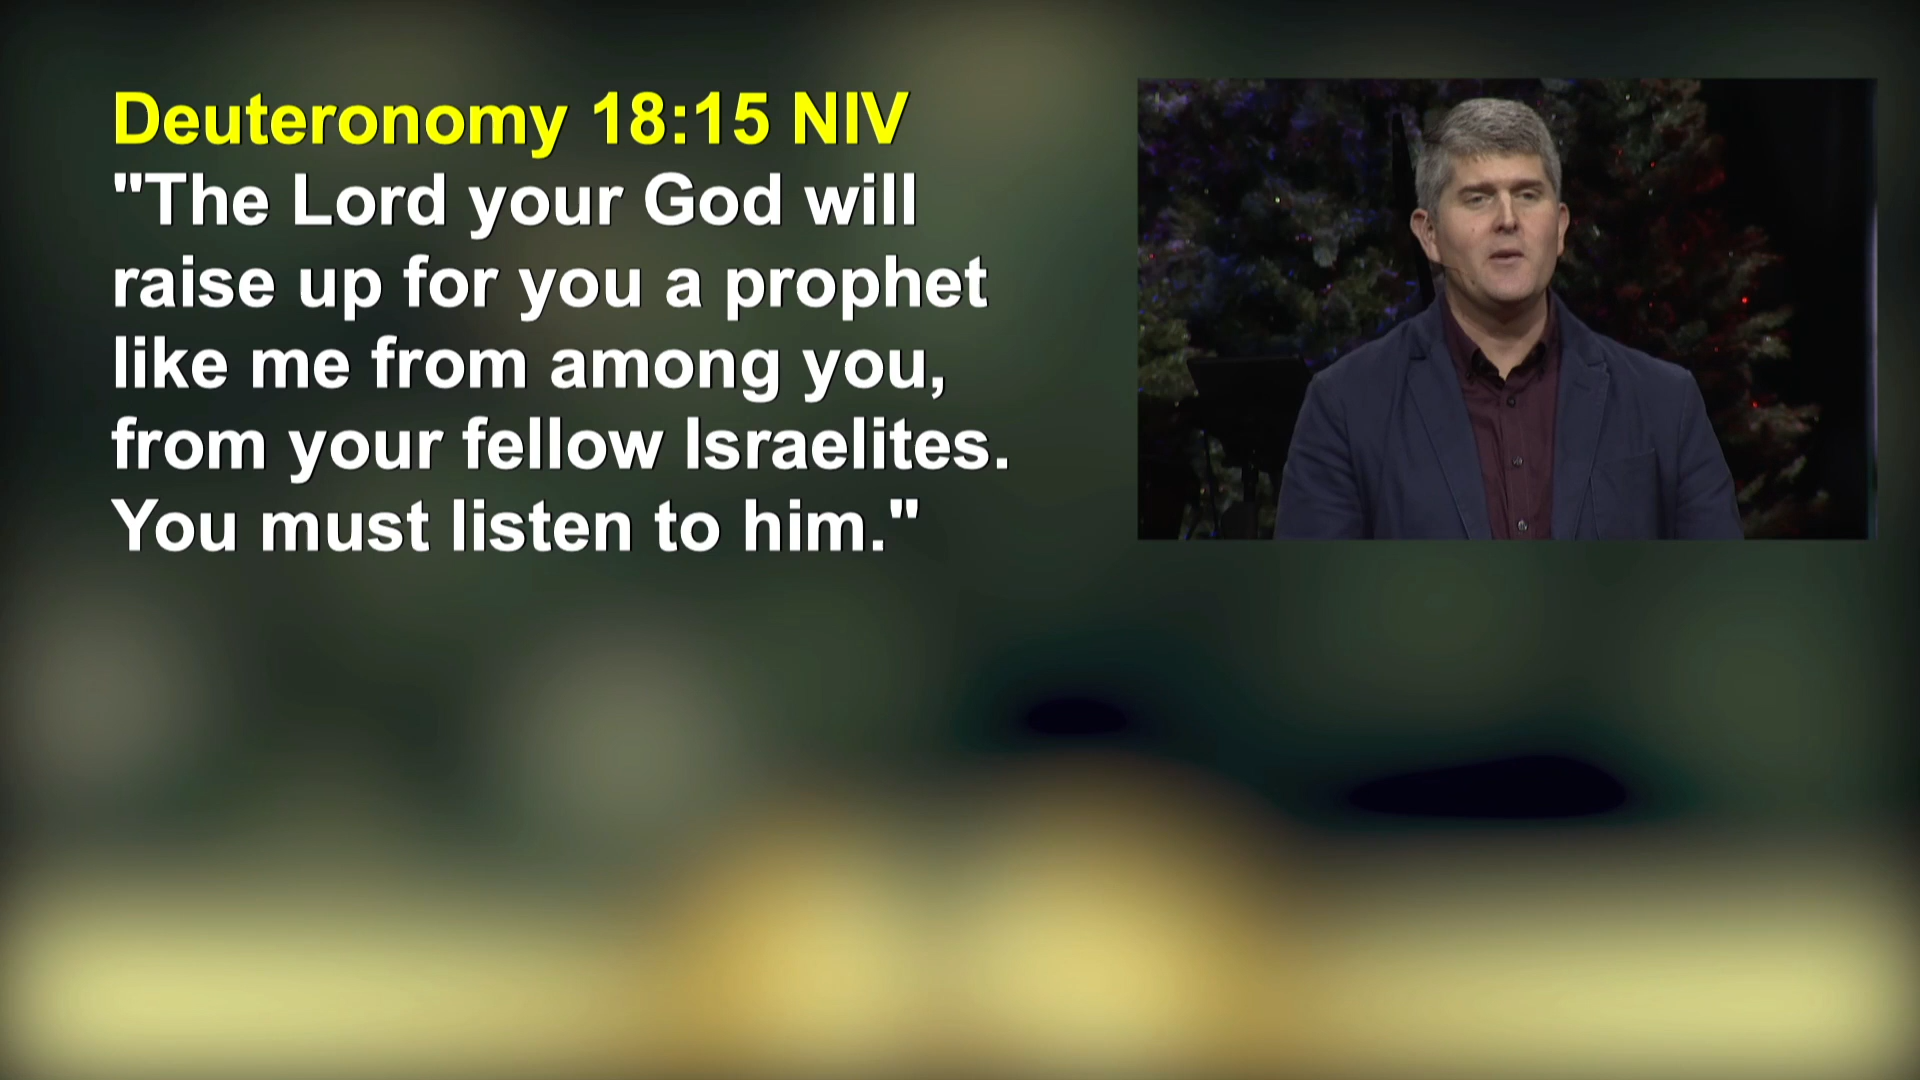 Deuteronomy 18:15 NIV
"The Lord your God will
raise up for you a prophet
like me from among you,
from your fellow Israelites.
You must listen to him."